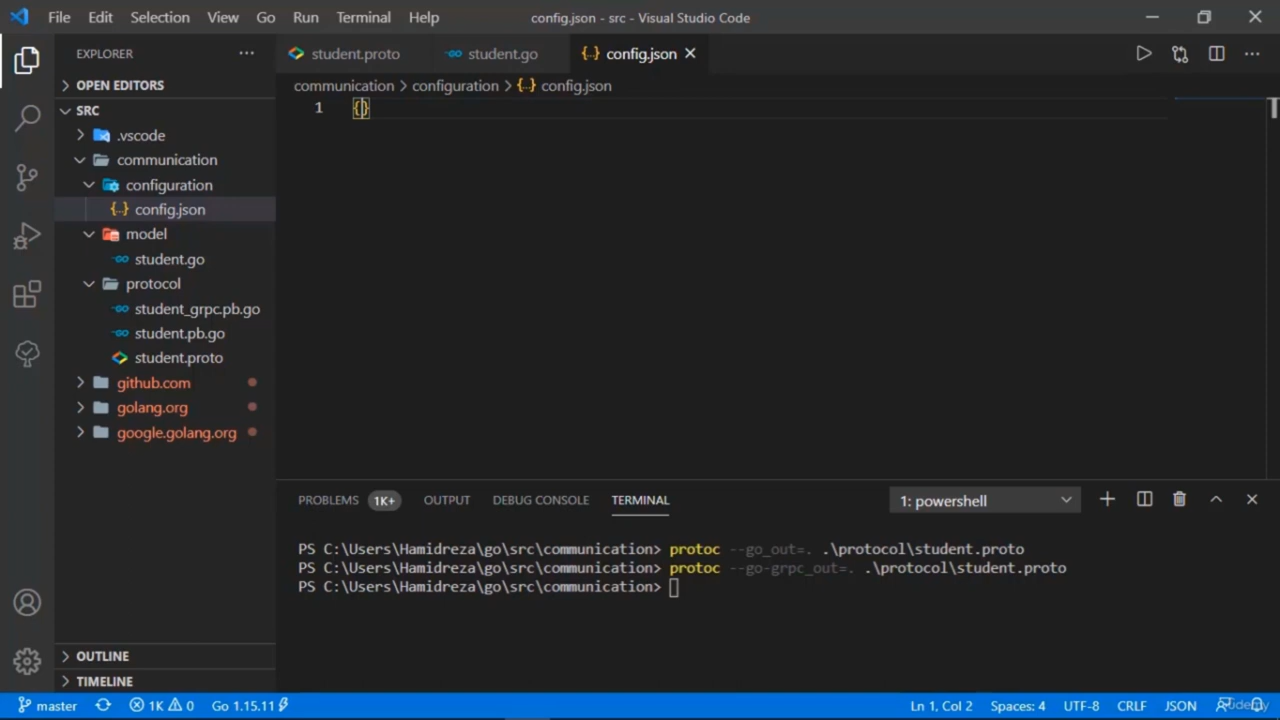 File Edit Selection View Go Run Terminal Help config.json - src - Visual Studio Code
EXPLORER
OPEN EDITORS
SRC
.vscode
communication
configuration
{..} config.json
model
student.go
protocol
student_grpc.pb.go
student.pb.go
student.proto
github.com
golang.org
google.golang.org
OUTLINE
TIMELINE
student.proto student.go {..} config.json
communication > configuration > {..} config.json
1 {}
PROBLEMS 1K+ OUTPUT DEBUG CONSOLE TERMINAL 1: powershell
PS C:\Users\Hamidreza\go\src\communication> protoc --go_out=. .\protocol\student.proto
PS C:\Users\Hamidreza\go\src\communication> protoc --go-grpc_out=. .\protocol\student.proto
PS C:\Users\Hamidreza\go\src\communication>
master 1K 0 Go 1.15.11 Ln 1, Col 2 Spaces: 4 UTF-8 CRLF JSON